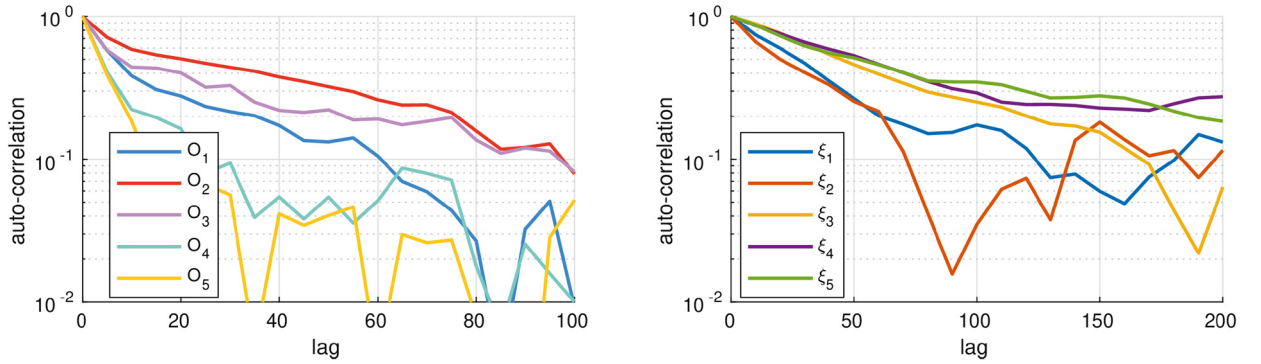 10^0
10^-1
10^-2
auto-correlation
O_1
O_2
O_3
O_4
O_5
0 20 40 60 80 100
lag
10^0
10^-1
10^-2
auto-correlation
ξ_1
ξ_2
ξ_3
ξ_4
ξ_5
0 50 100 150 200
lag